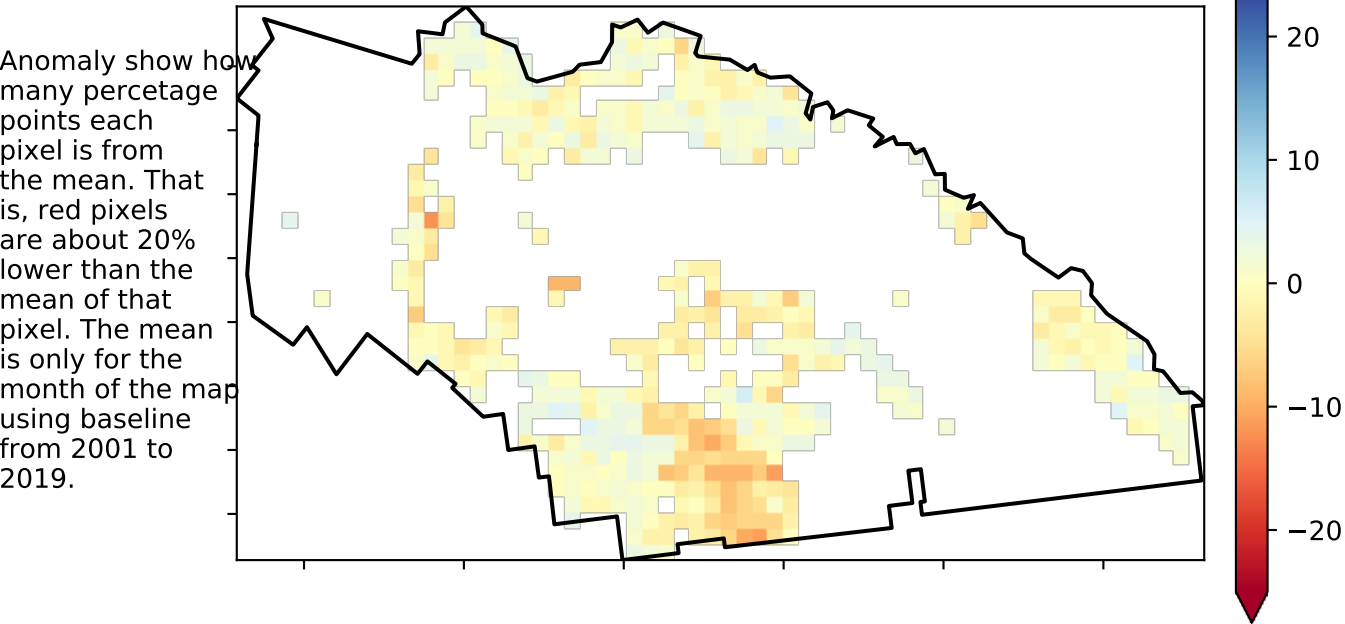 Anomaly show how
many percetage
points each
pixel is from
the mean. That
is, red pixels
are about 20%
lower than the
mean of that
pixel. The mean
is only for the
month of the map
using baseline
from 2001 to
2019.
20
10
0
−10
−20